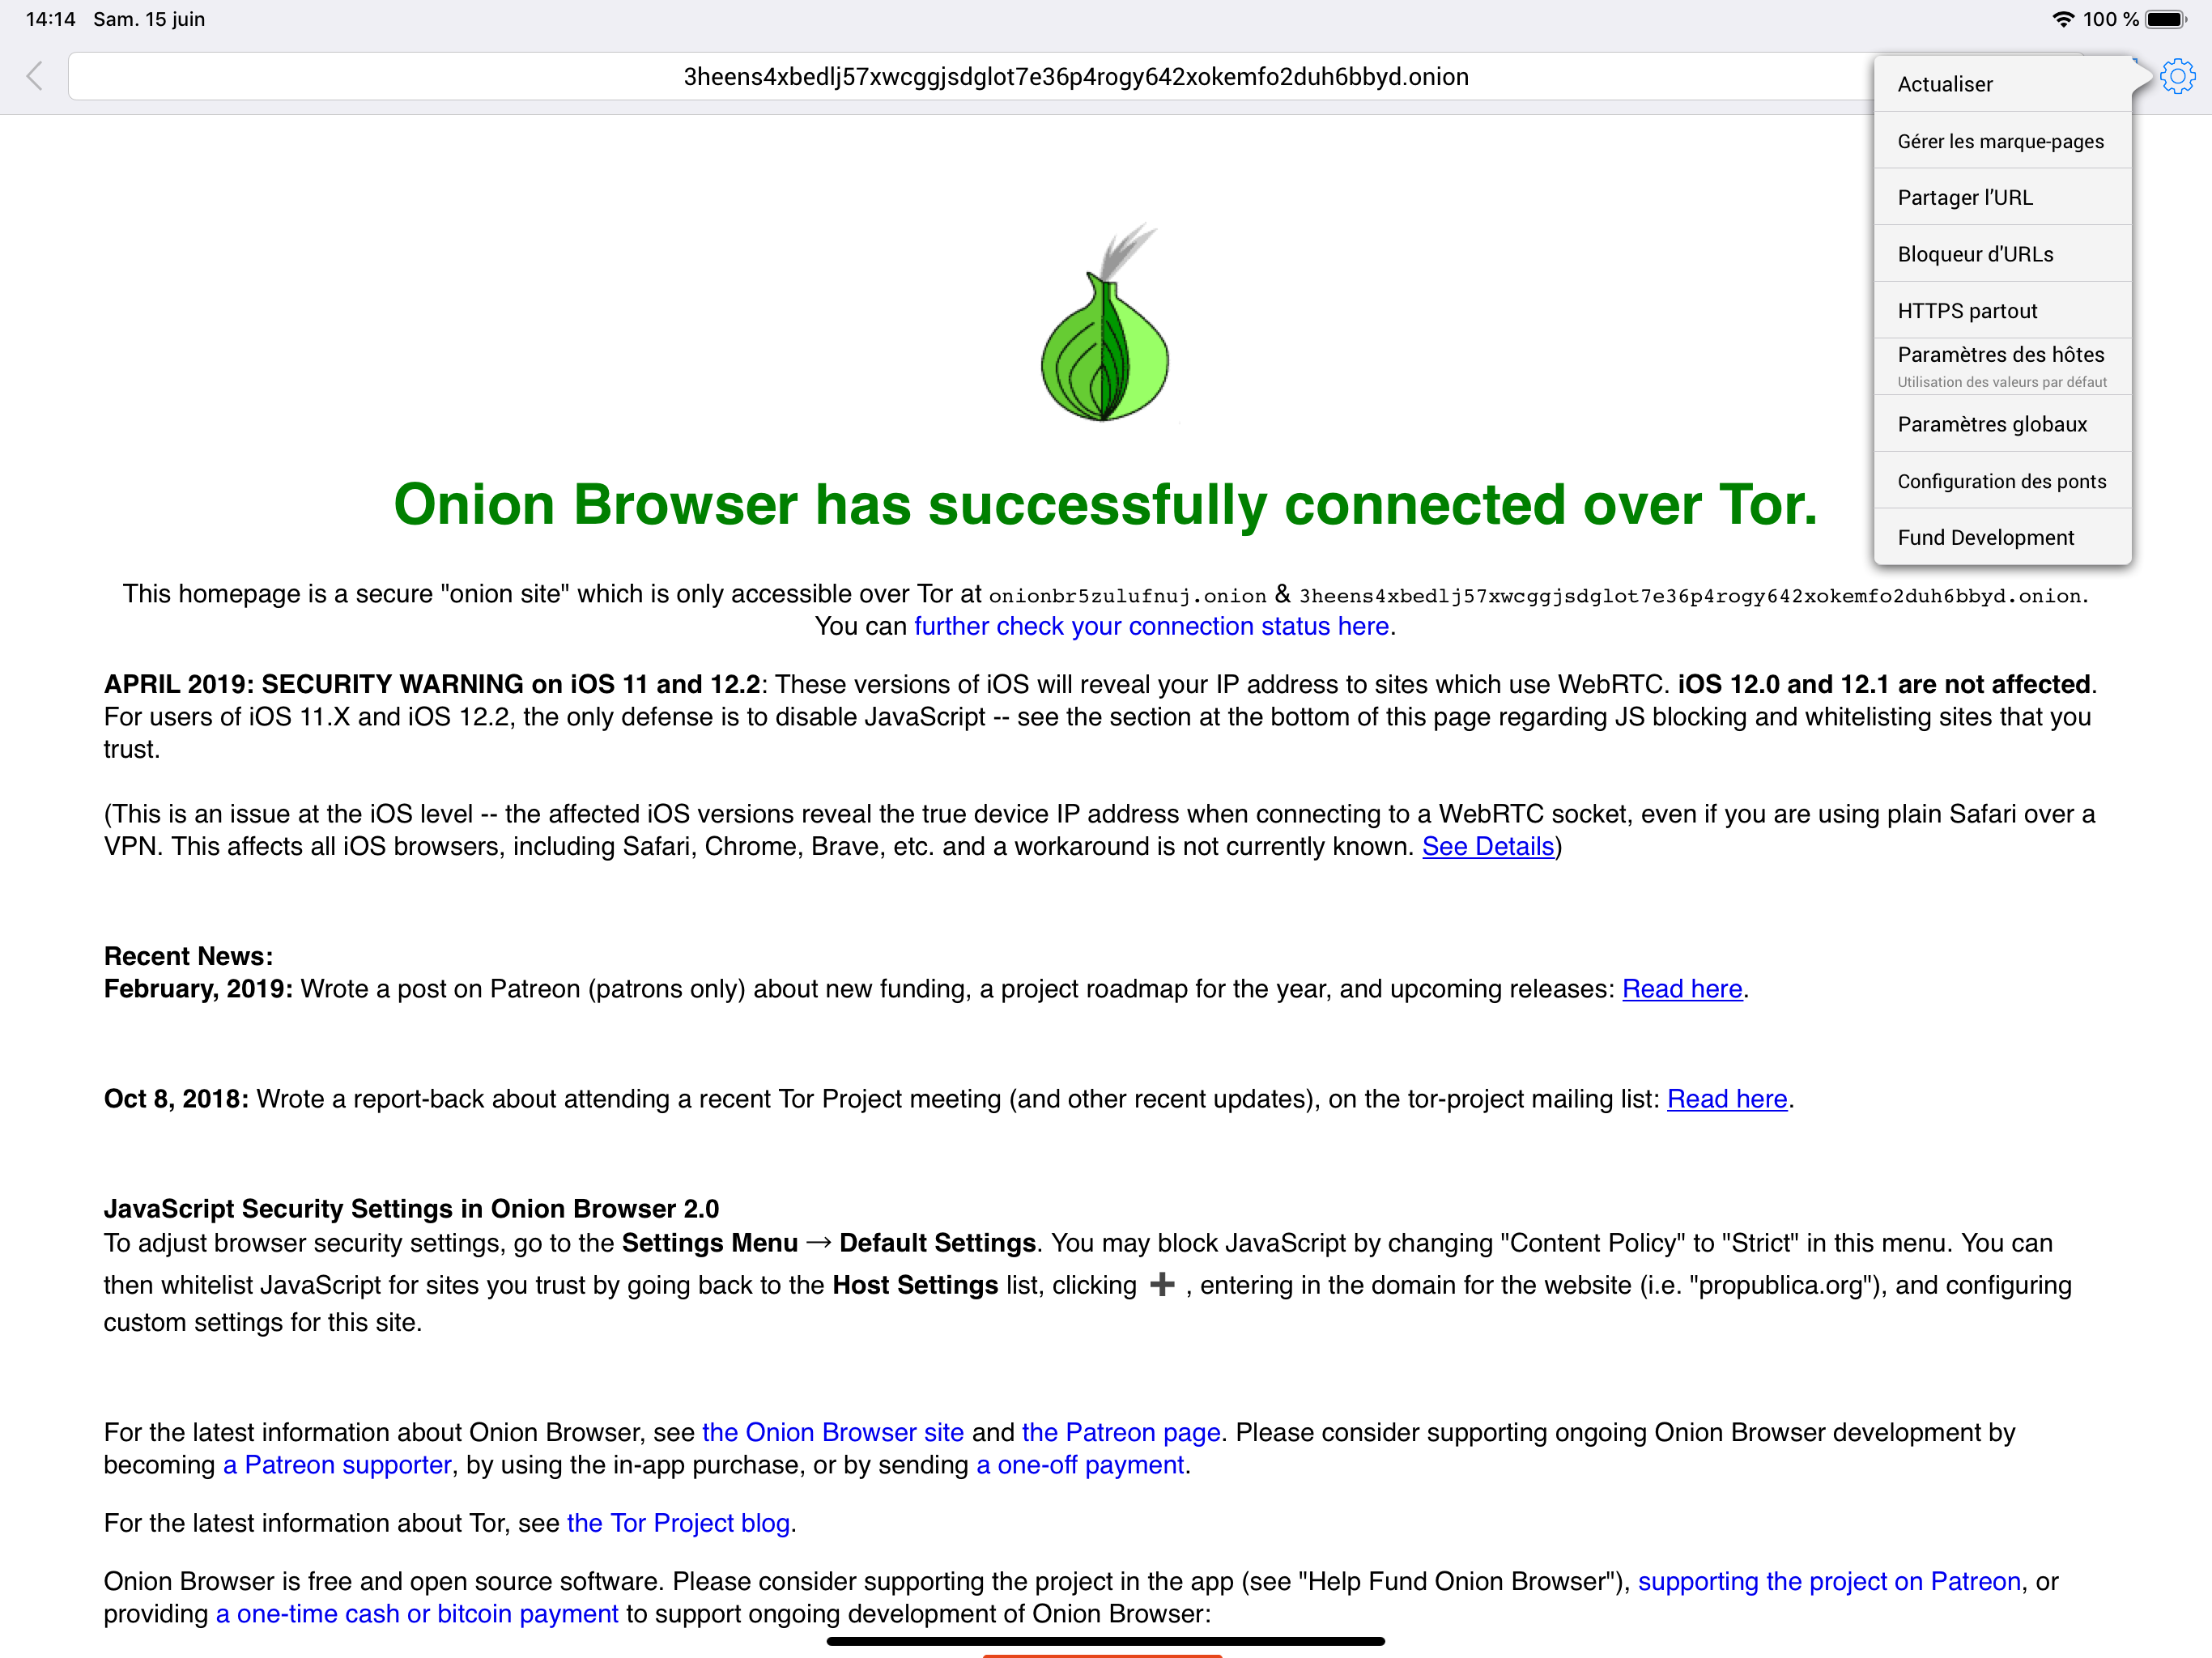 14:14 Sam. 15 juin 100 %
3heens4xbedlj57xwcggjsdglot7e36p4rogy642xokemfo2duh6bbyd.onion
Actualiser
Gérer les marque-pages
Partager l’URL
Bloqueur d'URLs
HTTPS partout
Paramètres des hôtes
Utilisation des valeurs par défaut
Paramètres globaux
Configuration des ponts
Fund Development
Onion Browser has successfully connected over Tor.
This homepage is a secure "onion site" which is only accessible over Tor at onionbr5zulufnuj.onion & 3heens4xbedlj57xwcggjsdglot7e36p4rogy642xokemfo2duh6bbyd.onion.
You can further check your connection status here.
APRIL 2019: SECURITY WARNING on iOS 11 and 12.2: These versions of iOS will reveal your IP address to sites which use WebRTC. iOS 12.0 and 12.1 are not affected.
For users of iOS 11.X and iOS 12.2, the only defense is to disable JavaScript -- see the section at the bottom of this page regarding JS blocking and whitelisting sites that you
trust.
(This is an issue at the iOS level -- the affected iOS versions reveal the true device IP address when connecting to a WebRTC socket, even if you are using plain Safari over a
VPN. This affects all iOS browsers, including Safari, Chrome, Brave, etc. and a workaround is not currently known. See Details)
Recent News:
February, 2019: Wrote a post on Patreon (patrons only) about new funding, a project roadmap for the year, and upcoming releases: Read here.
Oct 8, 2018: Wrote a report-back about attending a recent Tor Project meeting (and other recent updates), on the tor-project mailing list: Read here.
JavaScript Security Settings in Onion Browser 2.0
To adjust browser security settings, go to the Settings Menu → Default Settings. You may block JavaScript by changing "Content Policy" to "Strict" in this menu. You can
then whitelist JavaScript for sites you trust by going back to the Host Settings list, clicking ➕ , entering in the domain for the website (i.e. "propublica.org"), and configuring
custom settings for this site.
For the latest information about Onion Browser, see the Onion Browser site and the Patreon page. Please consider supporting ongoing Onion Browser development by
becoming a Patreon supporter, by using the in-app purchase, or by sending a one-off payment.
For the latest information about Tor, see the Tor Project blog.
Onion Browser is free and open source software. Please consider supporting the project in the app (see "Help Fund Onion Browser"), supporting the project on Patreon, or
providing a one-time cash or bitcoin payment to support ongoing development of Onion Browser: